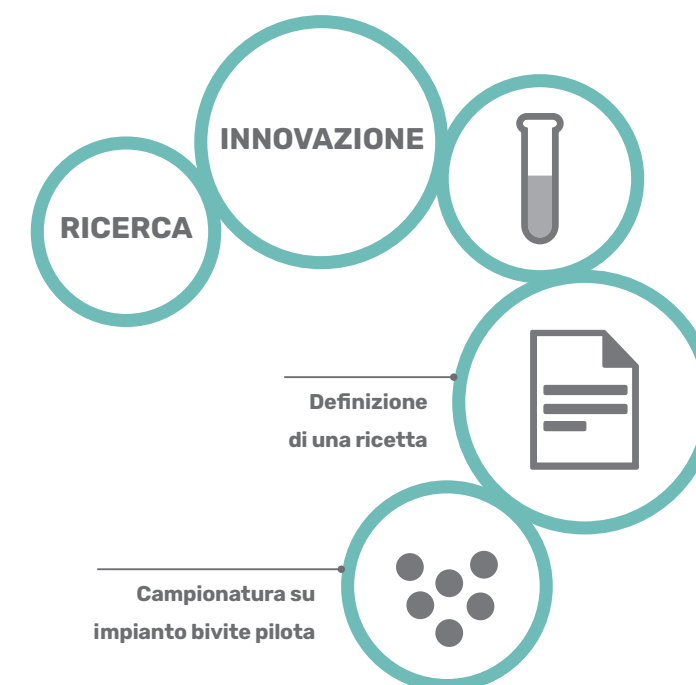 INNOVAZIONE
RICERCA
Definizione
di una ricetta
Campionatura su
impianto bivite pilota